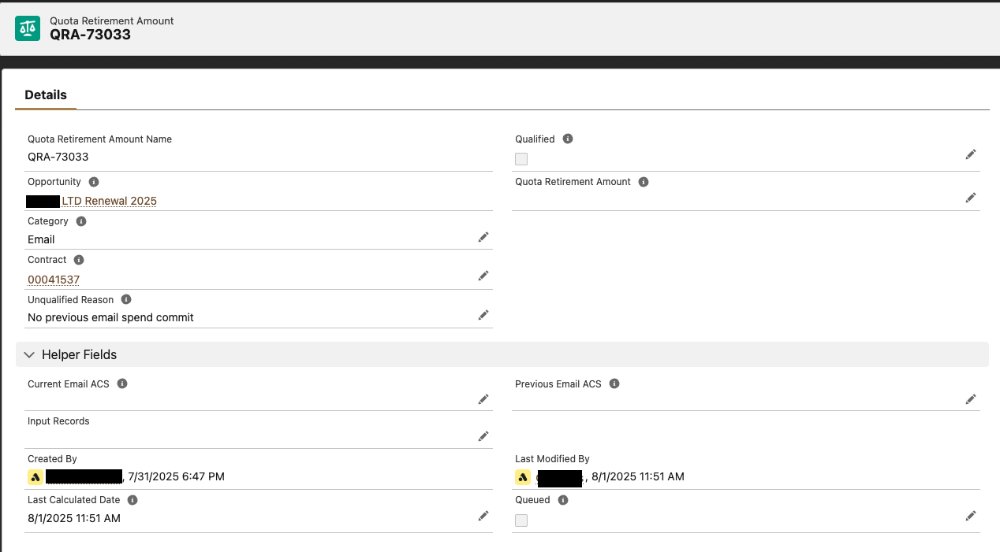 Quota Retirement Amount
QRA-73033
Details
Quota Retirement Amount Name
QRA-73033
Qualified
Opportunity
LTD Renewal 2025
Quota Retirement Amount
Category
Email
Contract
00041537
Unqualified Reason
No previous email spend commit
Helper Fields
Current Email ACS
Previous Email ACS
Input Records
Created By
, 7/31/2025 6:47 PM
Last Modified By
, 8/1/2025 11:51 AM
Last Calculated Date
8/1/2025 11:51 AM
Queued